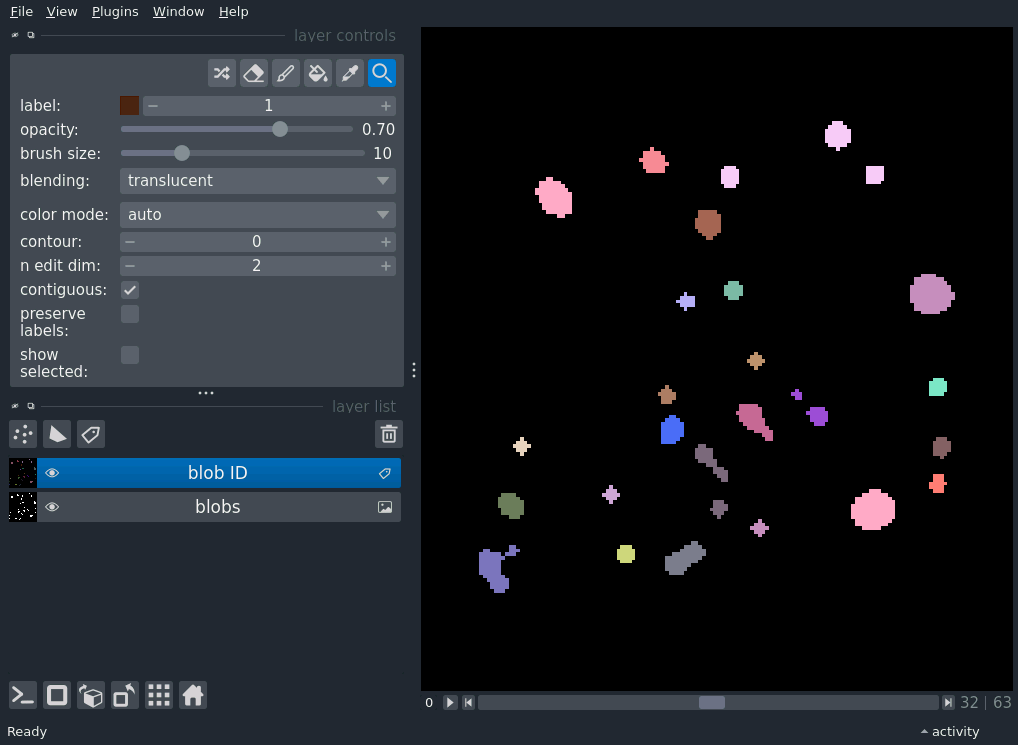 File View Plugins Window Help
layer controls
label: 1
opacity: 0.70
brush size: 10
blending: translucent
color mode: auto
contour: 0
n edit dim: 2
contiguous:
preserve
labels:
show
selected:
layer list
blob ID
blobs
0 32 | 63
Ready activity